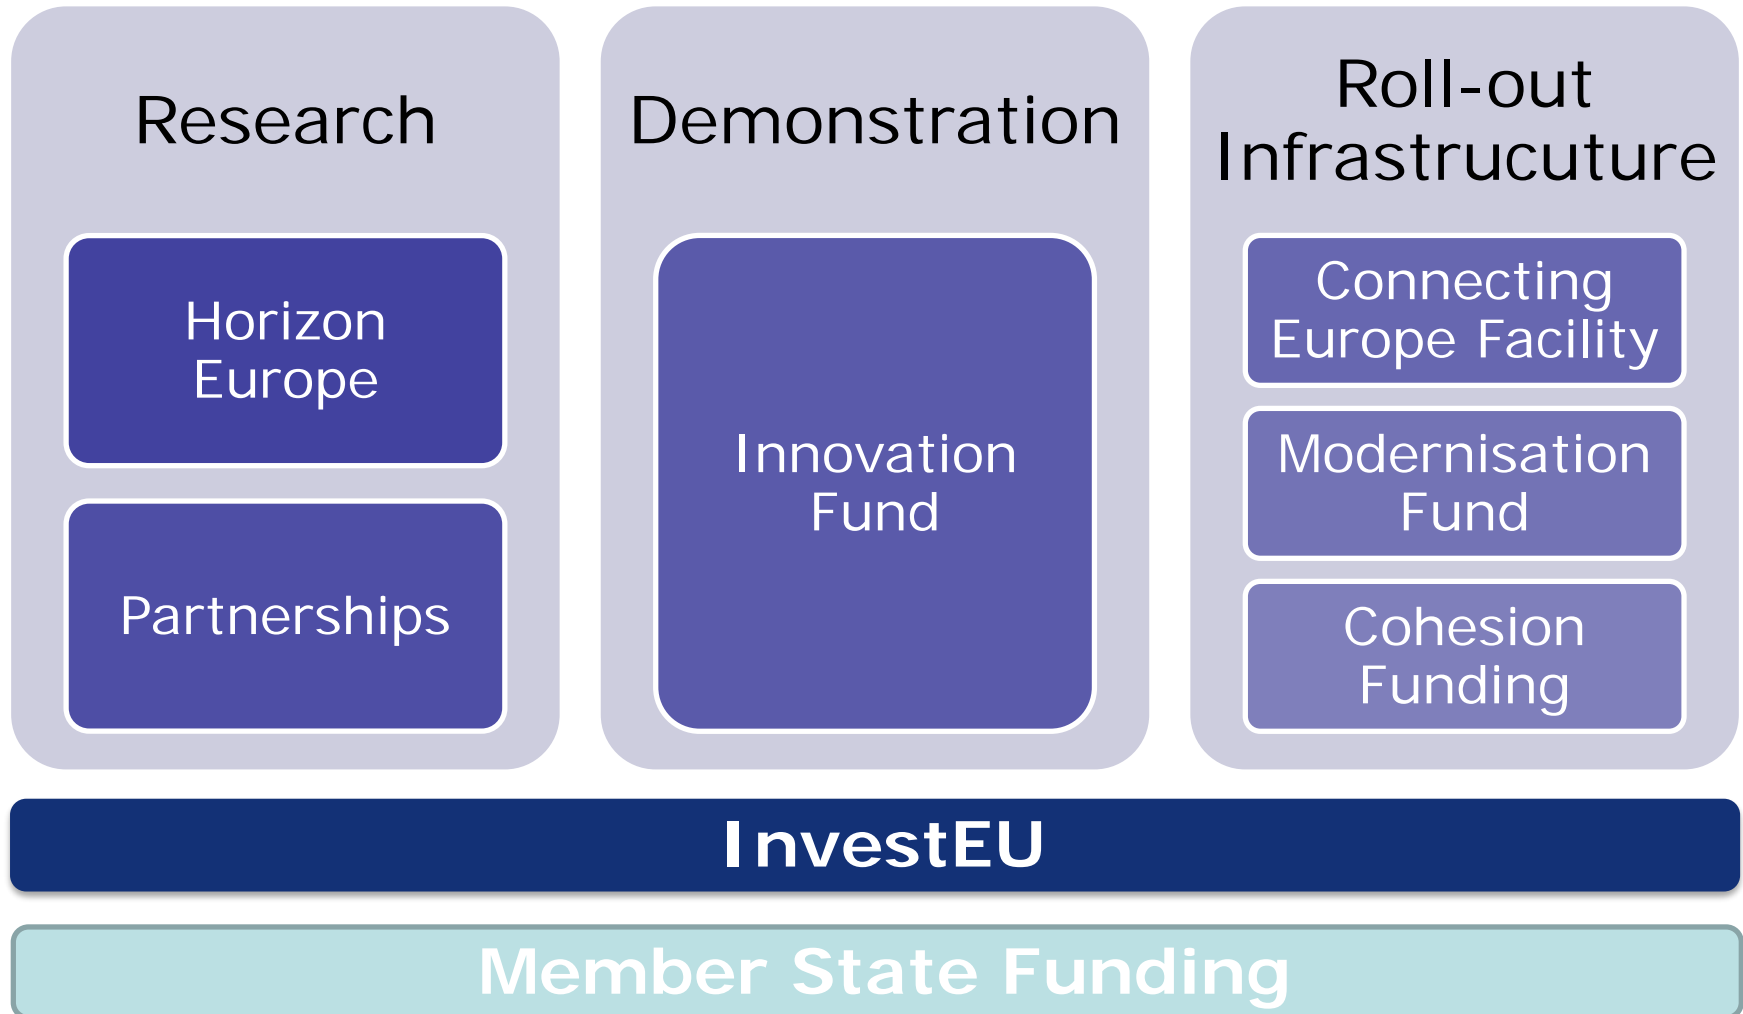 Research
Horizon
Europe
Partnerships
Demonstration
Innovation
Fund
Roll-out
Infrastrucuture
Connecting
Europe Facility
Modernisation
Fund
Cohesion
Funding
InvestEU
Member State Funding